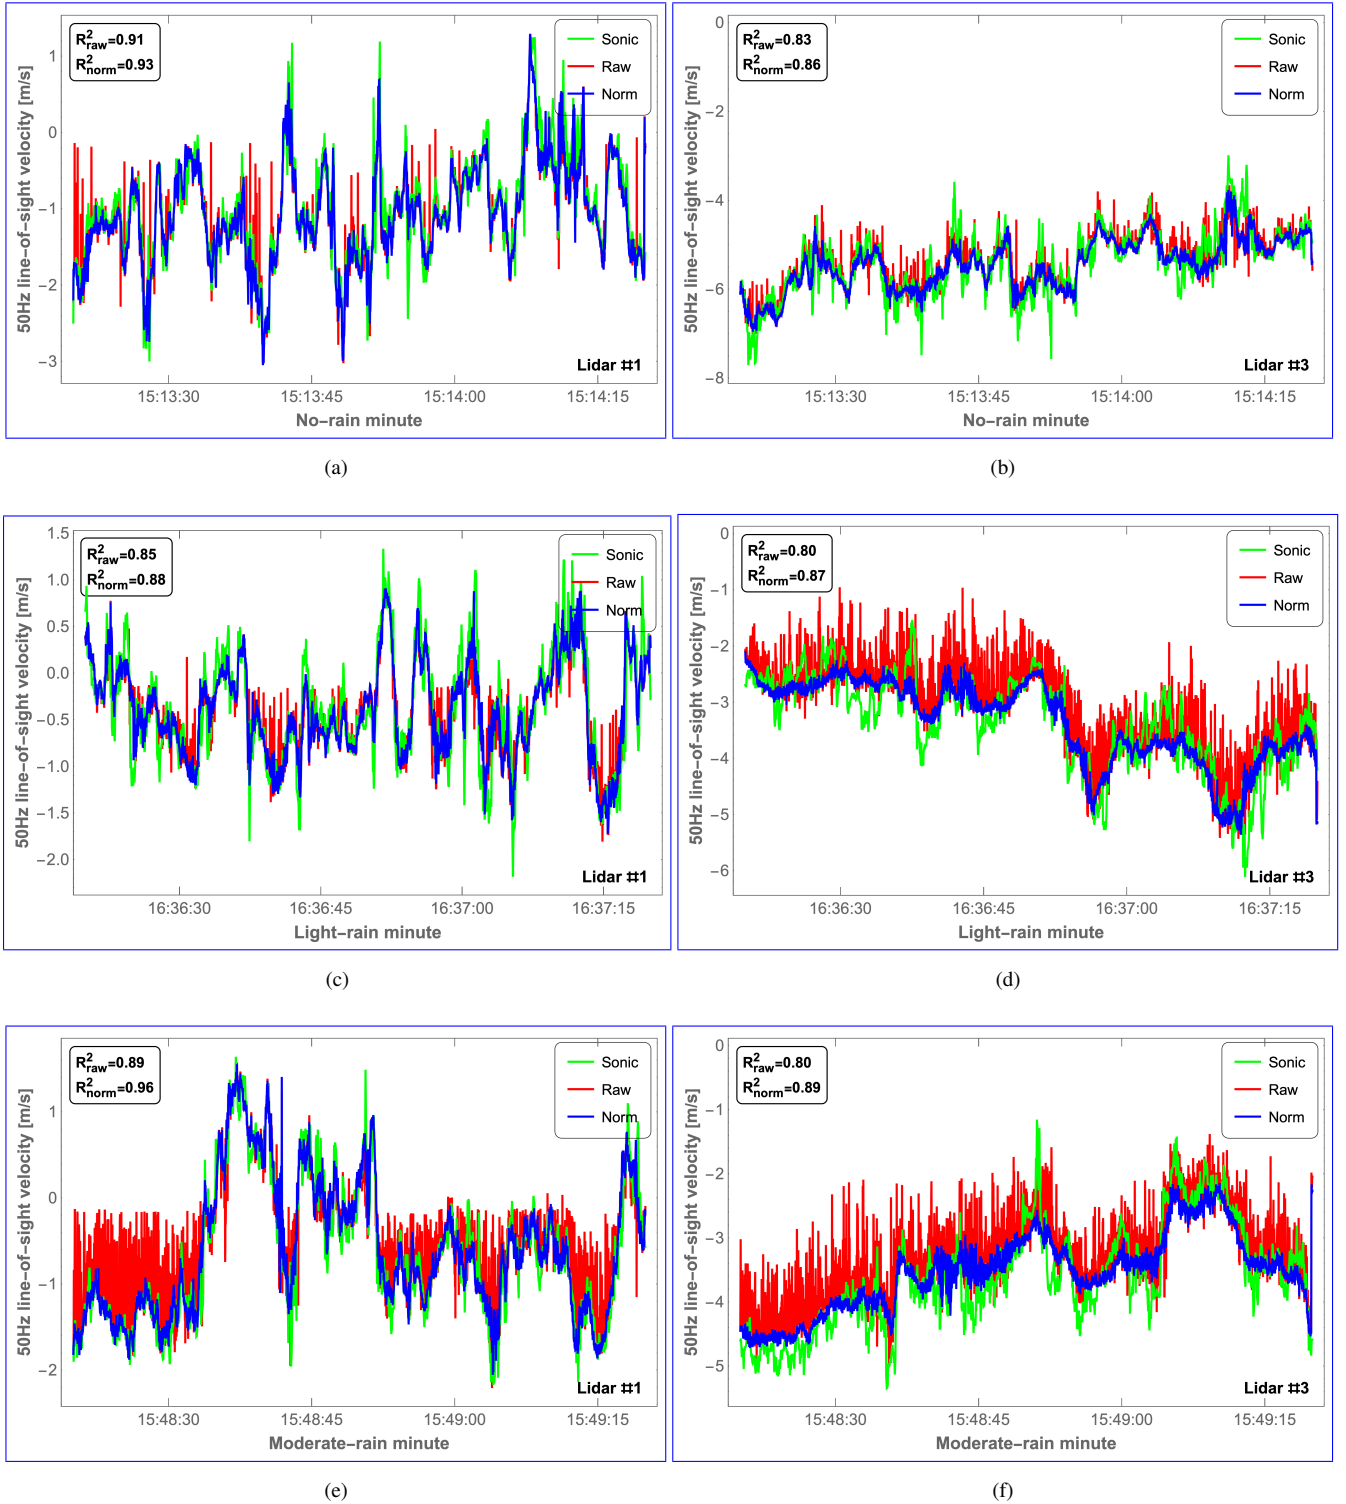 R²raw=0.91
R²norm=0.93
Sonic
Raw
Norm
50Hz line-of-sight velocity [m/s]
1
0
−1
−2
−3
Lidar #1
15:13:30 15:13:45 15:14:00 15:14:15
No-rain minute
(a)
R²raw=0.83
R²norm=0.86
Sonic
Raw
Norm
50Hz line-of-sight velocity [m/s]
0
−2
−4
−6
−8
Lidar #3
15:13:30 15:13:45 15:14:00 15:14:15
No-rain minute
(b)
R²raw=0.85
R²norm=0.88
Sonic
Raw
Norm
50Hz line-of-sight velocity [m/s]
1.5
1.0
0.5
0.0
−0.5
−1.0
−1.5
−2.0
Lidar #1
16:36:30 16:36:45 16:37:00 16:37:15
Light-rain minute
(c)
R²raw=0.80
R²norm=0.87
Sonic
Raw
Norm
50Hz line-of-sight velocity [m/s]
0
−1
−2
−3
−4
−5
−6
Lidar #3
16:36:30 16:36:45 16:37:00 16:37:15
Light-rain minute
(d)
R²raw=0.89
R²norm=0.96
Sonic
Raw
Norm
50Hz line-of-sight velocity [m/s]
1
0
−1
−2
Lidar #1
15:48:30 15:48:45 15:49:00 15:49:15
Moderate-rain minute
(e)
R²raw=0.80
R²norm=0.89
Sonic
Raw
Norm
50Hz line-of-sight velocity [m/s]
0
−1
−2
−3
−4
−5
Lidar #3
15:48:30 15:48:45 15:49:00 15:49:15
Moderate-rain minute
(f)